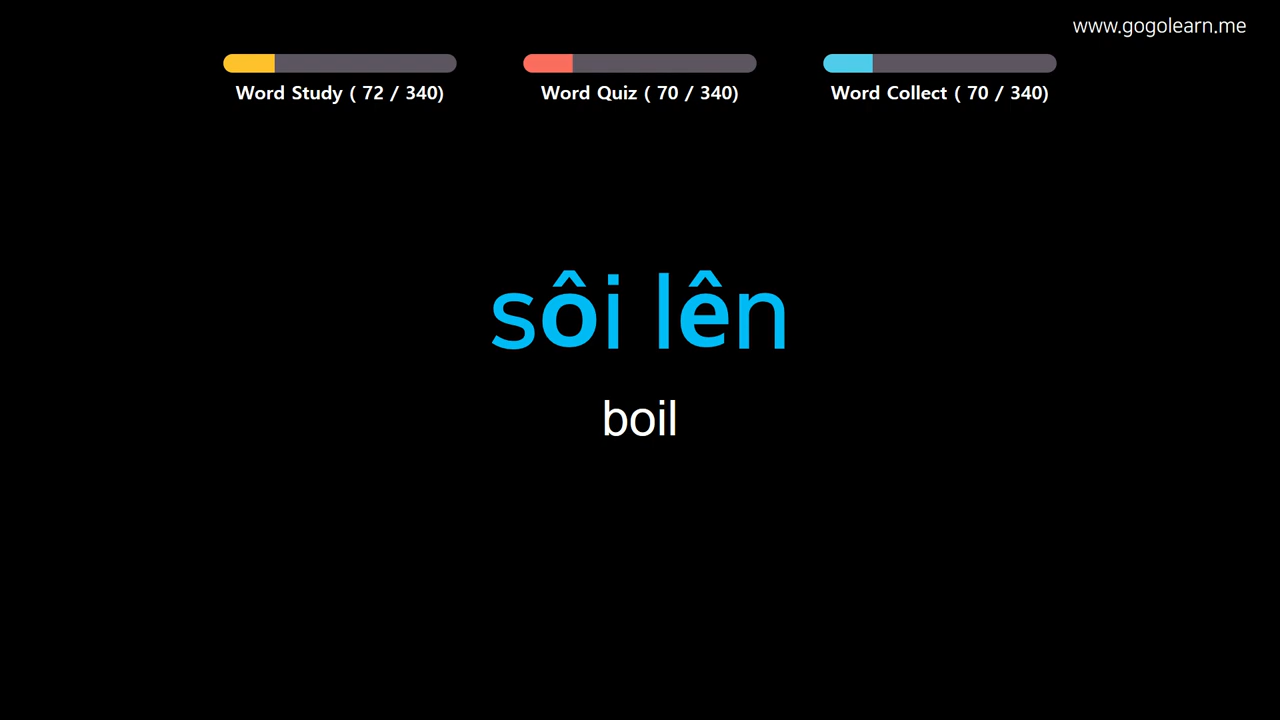 www.gogolearn.me
Word Study ( 72 / 340)
Word Quiz ( 70 / 340)
Word Collect ( 70 / 340)
sôi lên
boil